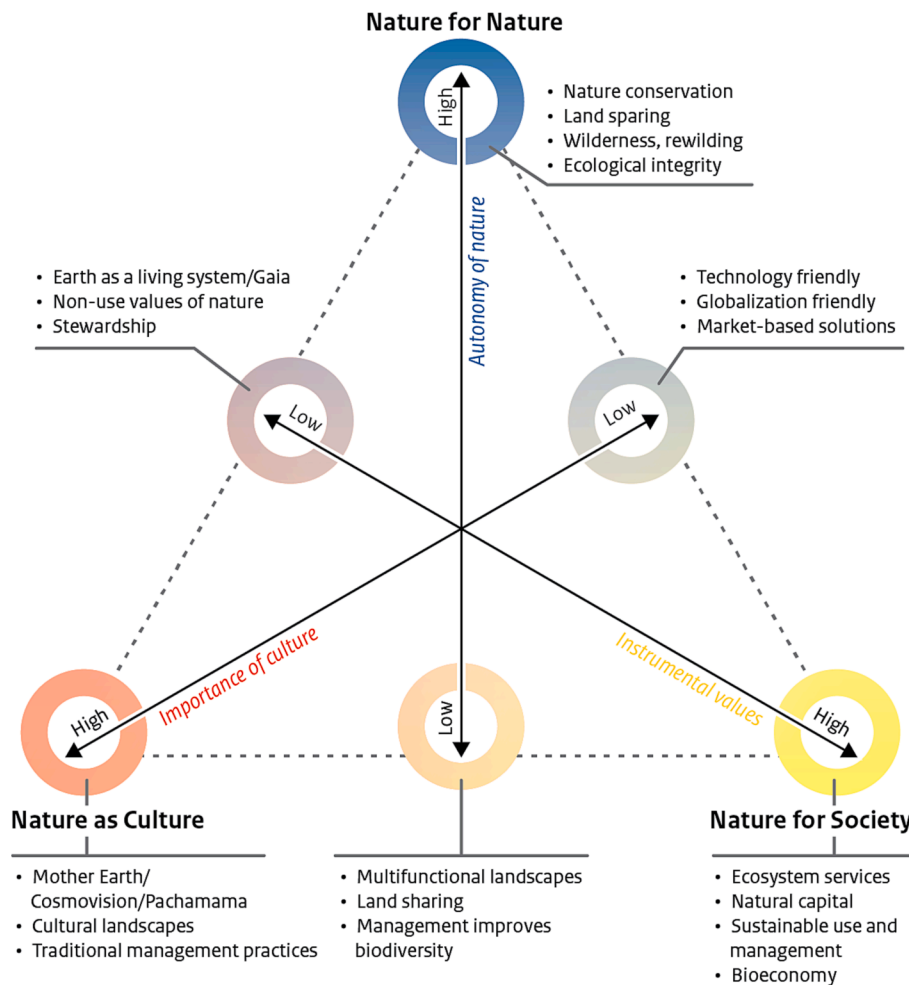 Nature for Nature
High
• Nature conservation
• Land sparing
• Wilderness, rewilding
• Ecological integrity
Autonomy of nature
• Earth as a living system/Gaia
• Non-use values of nature
• Stewardship
• Technology friendly
• Globalization friendly
• Market-based solutions
Low
Low
Importance of culture
Instrumental values
High
Low
High
Nature as Culture
Nature for Society
• Mother Earth/
Cosmovision/Pachamama
• Cultural landscapes
• Traditional management practices
• Multifunctional landscapes
• Land sharing
• Management improves
biodiversity
• Ecosystem services
• Natural capital
• Sustainable use and
management
• Bioeconomy